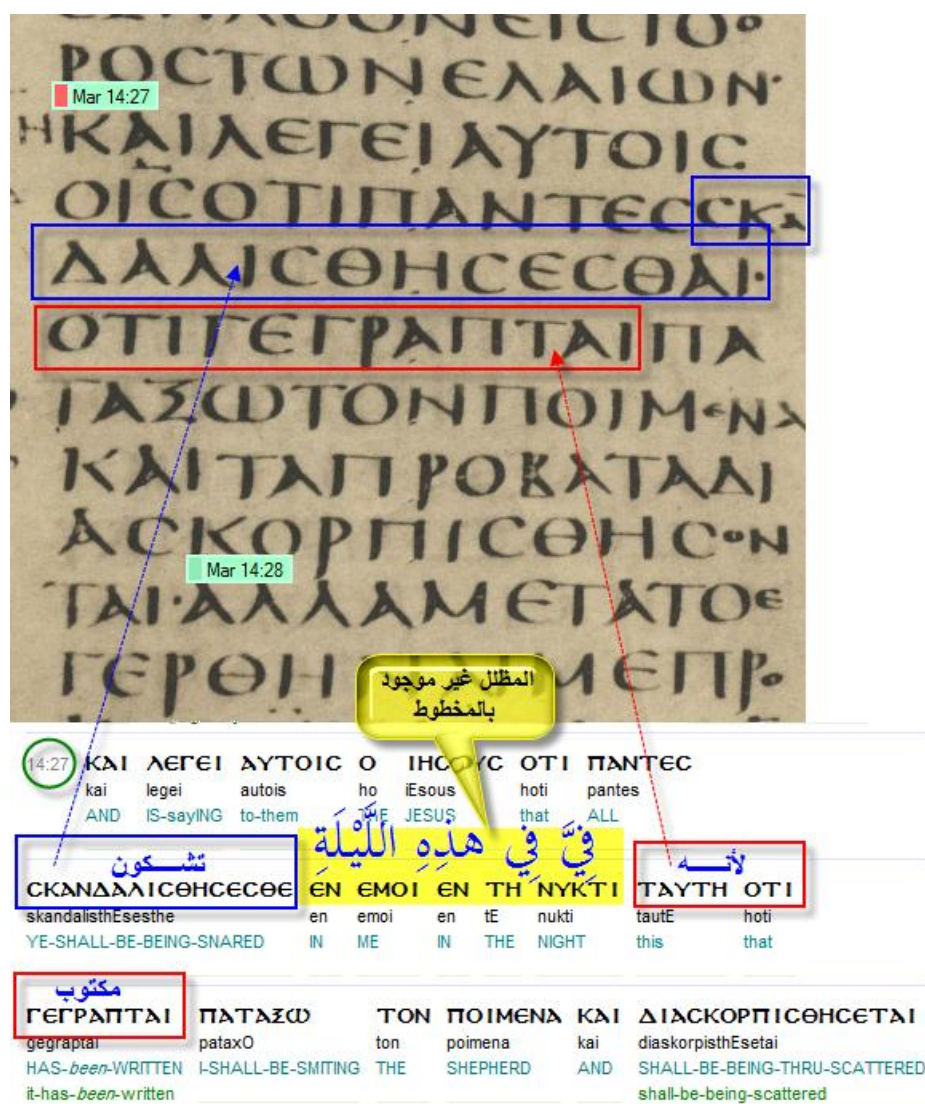 ΡΟΣΤΩΝΕΛΑΙΩΝ·
Mar 14:27
ΚΑΙΛΕΓΕΙΑΥΤΟΙϹ
ΟΙϹΟΤΙΠΑΝΤΕϹϹΚΑ
ΔΑΛΙϹΘΗϹΕϹΘΑΙ·
ΟΤΙΓΕΓΡΑΠΤΑΙΠΑ
ΤΑΞΩΤΟΝΠΟΙΜΕΝΑ
ΚΑΙΤΑΠΡΟΒΑΤΑΔΙ
ΑϹΚΟΡΠΙϹΘΗϹΟΝ
Mar 14:28
ΤΑΙ·ΑΛΛΑΜΕΤΑΤΟΕ
ΓΕΡΘΗ ΜΕΠΡΟ
المظلل غير موجود
بالمخطوط
14:27 ΚΑΙ ΛΕΓΕΙ ΑΥΤΟΙϹ Ο ΙΗϹΟΥϹ ΟΤΙ ΠΑΝΤΕϹ
kai legei autois ho iEsous hoti pantes
AND IS-sayING to-them THE JESUS that ALL
تشـــكون فِيَّ فِي هذِهِ اللَّيْلَةِ لأنـــــه
ϹΚΑΝΔΑΛΙϹΘΗϹΕϹΘΕ ΕΝ ΕΜΟΙ ΕΝ ΤΗ ΝΥΚΤΙ ΤΑΥΤΗ ΟΤΙ
skandalisthEsesthe en emoi en tE nukti tautE hoti
YE-SHALL-BE-BEING-SNARED IN ME IN THE NIGHT this that
مكتوب
ΓΕΓΡΑΠΤΑΙ ΠΑΤΑΞΩ ΤΟΝ ΠΟΙΜΕΝΑ ΚΑΙ ΔΙΑϹΚΟΡΠΙϹΘΗϹΕΤΑΙ
gegraptai pataxO ton poimena kai diaskorpisthEsetai
HAS-been-WRITTEN I-SHALL-BE-SMITING THE SHEPHERD AND SHALL-BE-BEING-THRU-SCATTERED
it-has-been-written shall-be-being-scattered